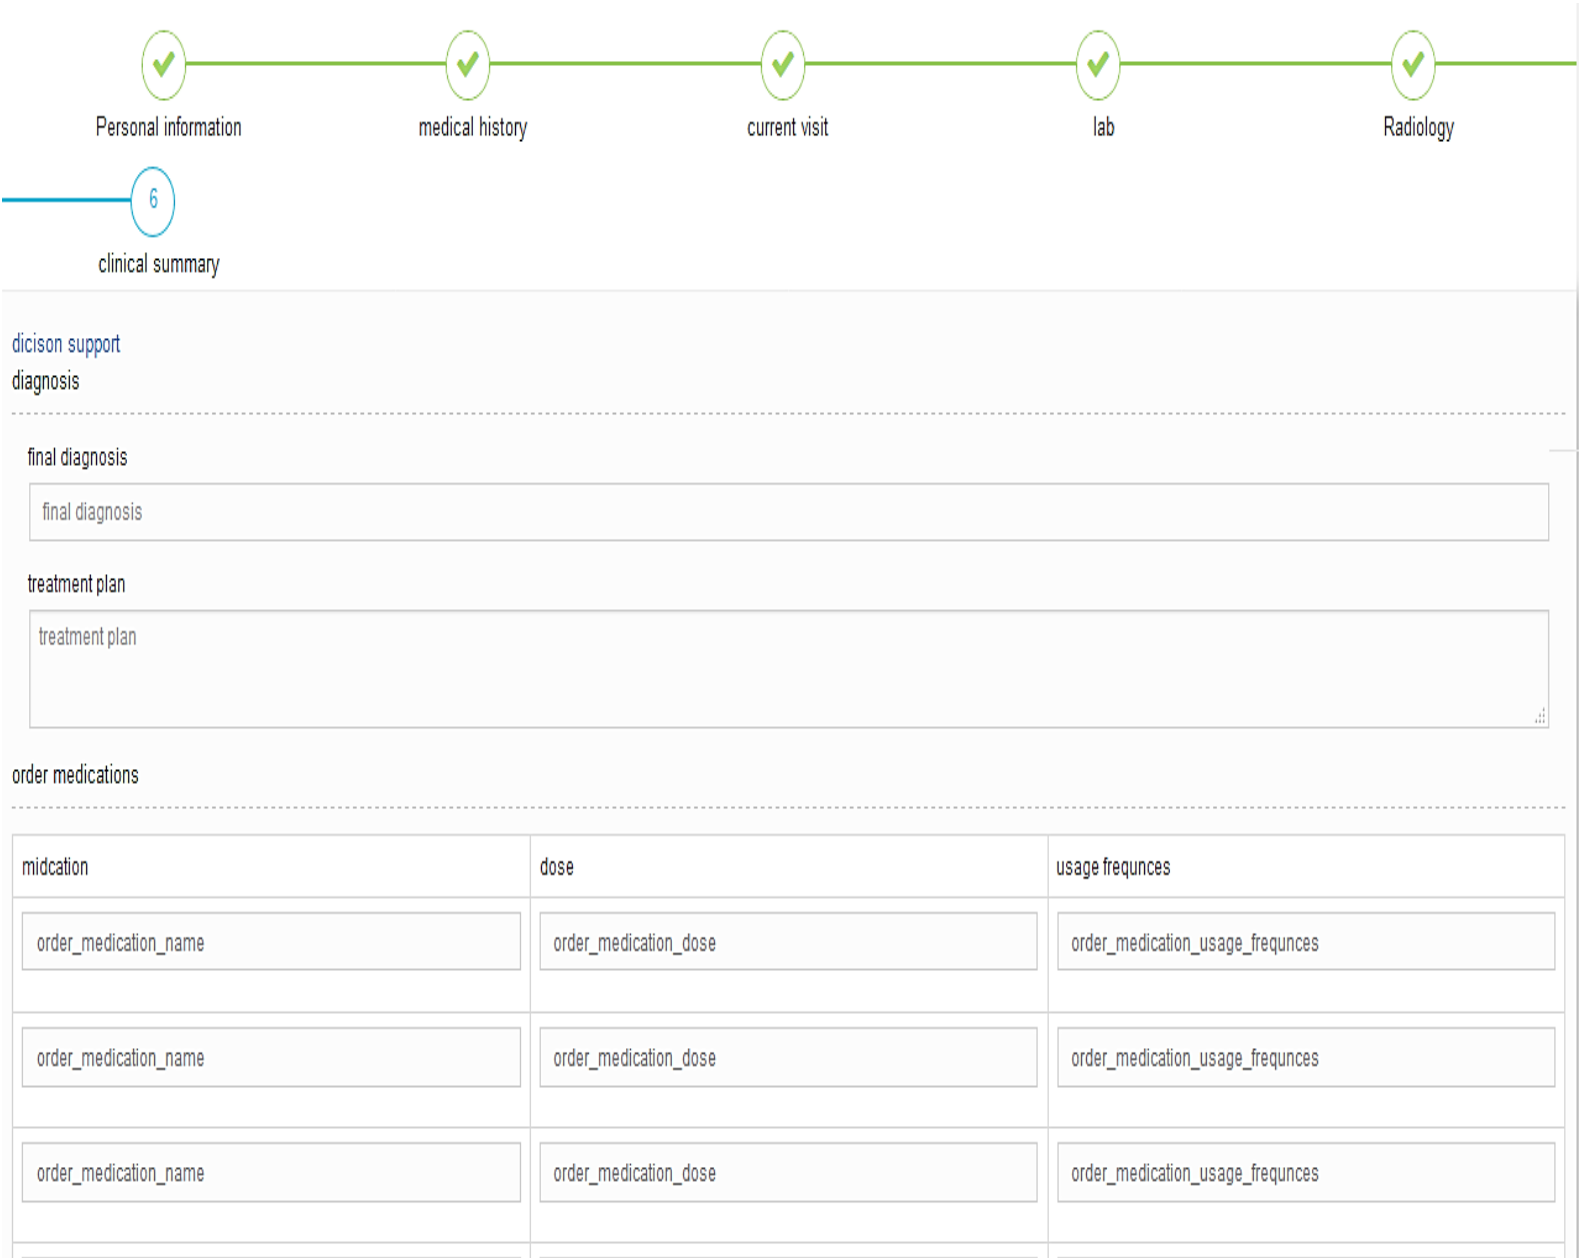 Personal information medical history current visit lab Radiology
6
clinical summary
dicison support
diagnosis
final diagnosis
final diagnosis
treatment plan
treatment plan
order medications
midcation dose usage frequnces
order_medication_name order_medication_dose order_medication_usage_frequnces
order_medication_name order_medication_dose order_medication_usage_frequnces
order_medication_name order_medication_dose order_medication_usage_frequnces